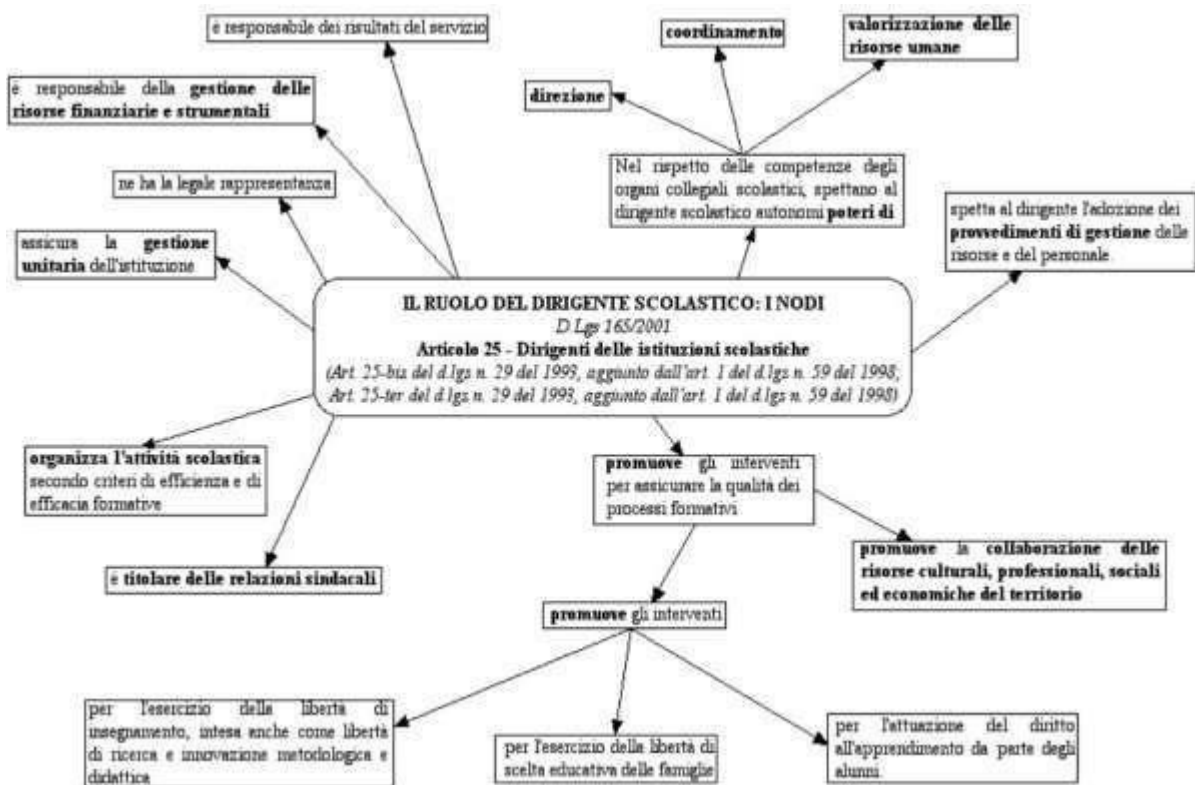 è responsabile dei risultati del servizio
coordinamento
valorizzazione delle
risorse umane
è responsabile della gestione delle
risorse finanziarie e strumentali
direzione
ne ha la legale rappresentanza
Nel rispetto delle competenze degli
organi collegiali scolastici, spettano al
dirigente scolastico autonomi poteri di
spetta al dirigente l'adozione dei
provvedimenti di gestione delle
risorse e del personale
assicura la gestione
unitaria dell'istituzione
IL RUOLO DEL DIRIGENTE SCOLASTICO: I NODI
D.Lgs 165/2001
Articolo 25 - Dirigenti delle istituzioni scolastiche
(Art. 25-bis del d.lgs n. 29 del 1993, aggiunto dall'art. 1 del d.lgs n. 59 del 1998;
Art. 25-ter del d.lgs n. 29 del 1993, aggiunto dall'art. 1 del d.lgs n. 59 del 1998)
organizza l'attività scolastica
secondo criteri di efficienza e di
efficacia formative
promuove gli interventi
per assicurare la qualità dei
processi formativi
è titolare delle relazioni sindacali
promuove la collaborazione delle
risorse culturali, professionali, sociali
ed economiche del territorio
promuove gli interventi
per l'esercizio della libertà di
insegnamento, intesa anche come libertà
di ricerca e innovazione metodologica e
didattica
per l'esercizio della libertà di
scelta educativa delle famiglie
per l'attuazione del diritto
all'apprendimento da parte degli
alunni